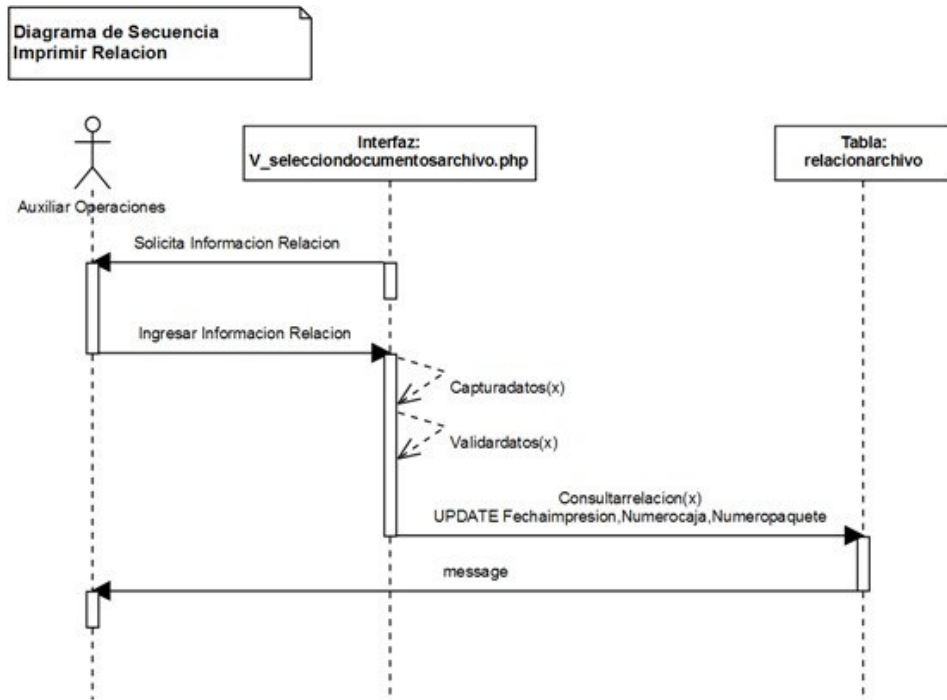 Diagrama de Secuencia
Imprimir Relacion
Interfaz:
V_selecciondocumentosarchivo.php
Tabla:
relacionarchivo
Auxiliar Operaciones
Solicita Informacion Relacion
Ingresar Informacion Relacion
Capturadatos(x)
Validardatos(x)
Consultarrelacion(x)
UPDATE Fechaimpresion,Numerocaja,Numeropaquete
message